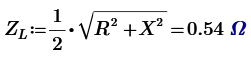 Z_L := 1/2 • √(R² + X²) = 0.54 Ω